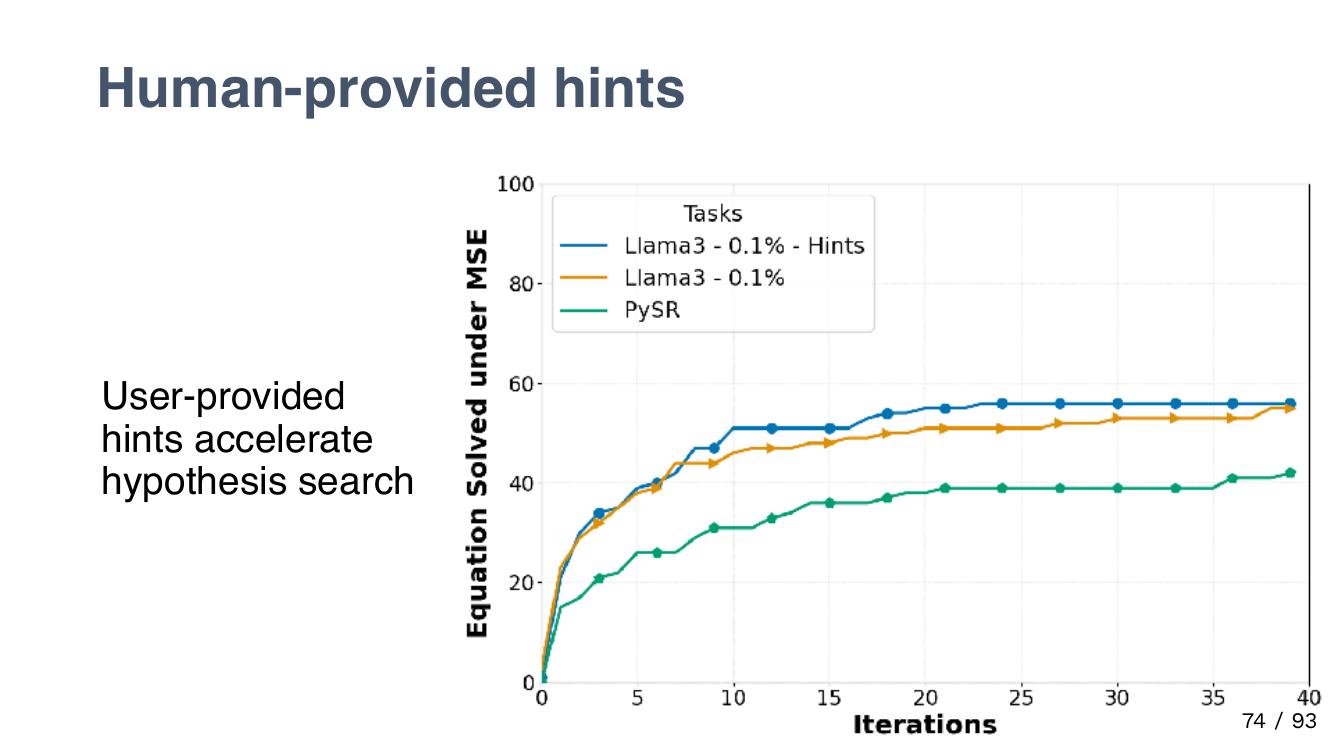 Human-provided hints
User-provided
hints accelerate
hypothesis search
Equation Solved under MSE
100
80
60
40
20
0
Tasks
Llama3 - 0.1% - Hints
Llama3 - 0.1%
PySR
0 5 10 15 20 25 30 35 40
Iterations
74 / 93